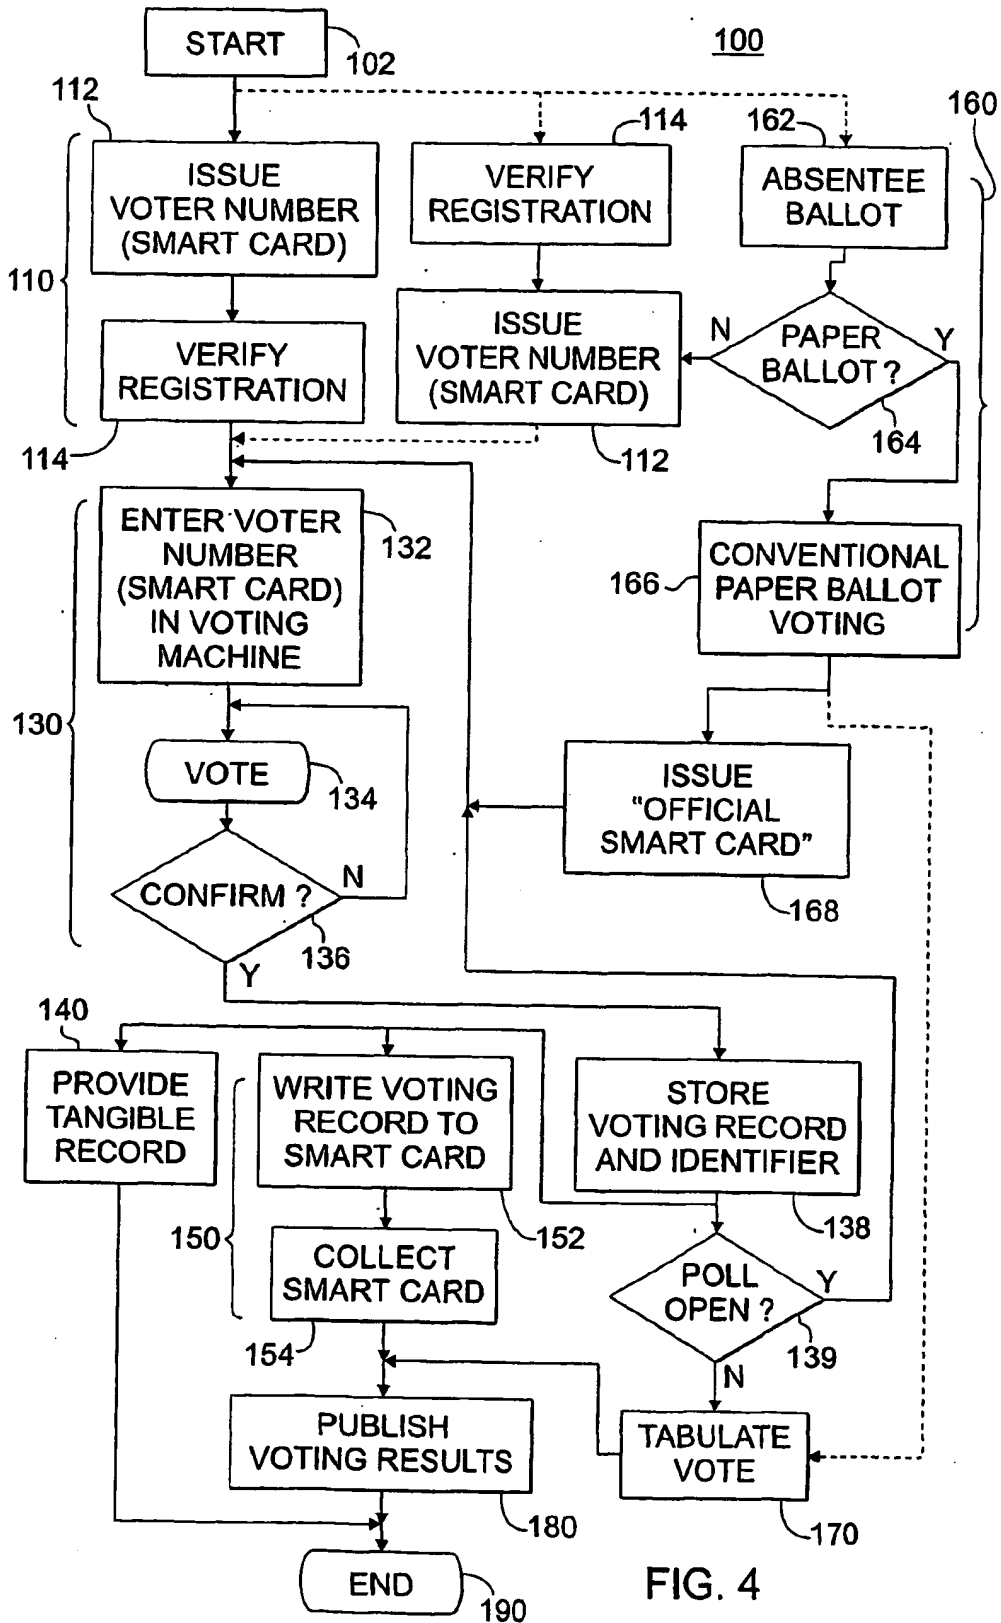 START
102
100
112
ISSUE
VOTER NUMBER
(SMART CARD)
110
VERIFY
REGISTRATION
114
114
VERIFY
REGISTRATION
ISSUE
VOTER NUMBER
(SMART CARD)
112
162
160
ABSENTEE
BALLOT
N
PAPER
BALLOT ?
Y
164
166
CONVENTIONAL
PAPER BALLOT
VOTING
ENTER VOTER
NUMBER
(SMART CARD)
IN VOTING
MACHINE
132
130
VOTE
134
CONFIRM ?
N
136
Y
ISSUE
"OFFICIAL
SMART CARD"
168
140
PROVIDE
TANGIBLE
RECORD
WRITE VOTING
RECORD TO
SMART CARD
152
150
COLLECT
SMART CARD
154
STORE
VOTING RECORD
AND IDENTIFIER
138
POLL
OPEN ?
Y
139
N
TABULATE
VOTE
170
PUBLISH
VOTING RESULTS
180
END
190
FIG. 4